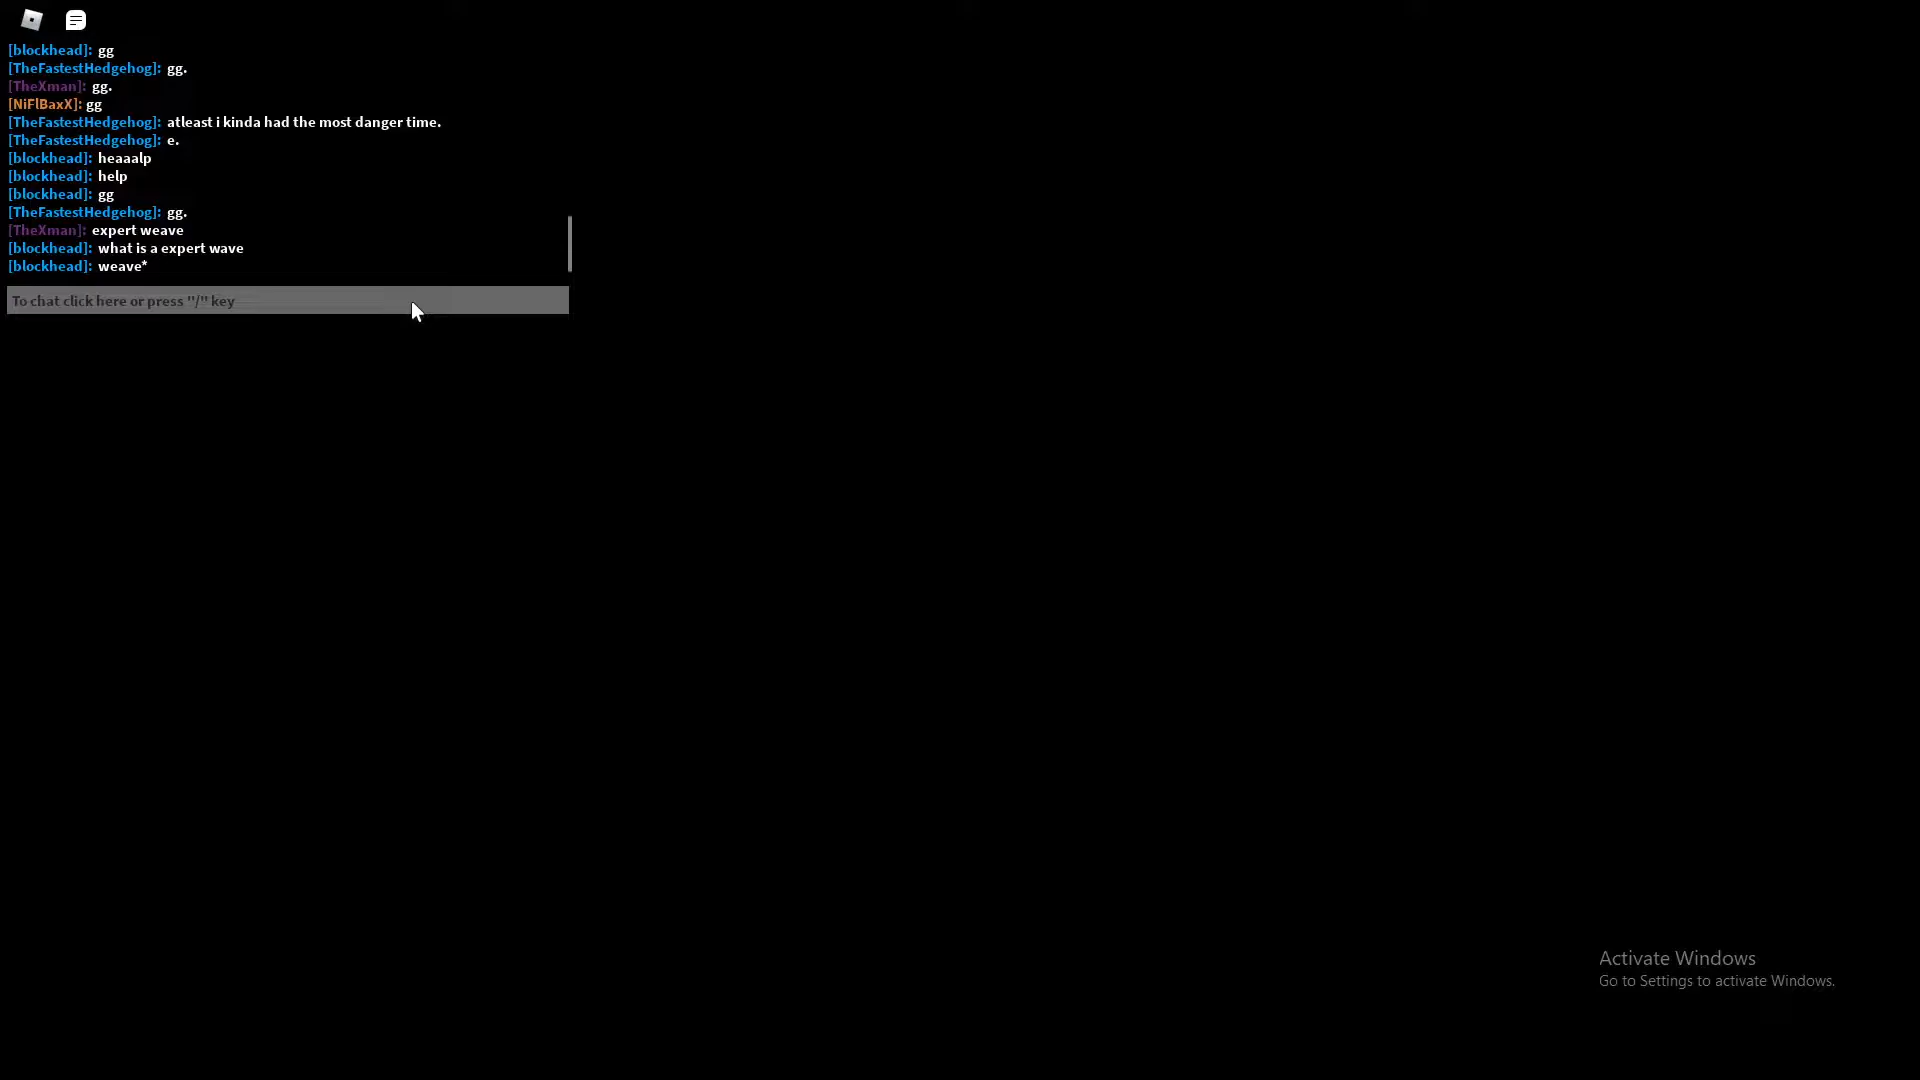 [blockhead]: gg
[TheFastestHedgehog]: gg.
[TheXman]: gg.
[NiFlBaxX]: gg
[TheFastestHedgehog]: atleast i kinda had the most danger time.
[TheFastestHedgehog]: e.
[blockhead]: heaaalp
[blockhead]: help
[blockhead]: gg
[TheFastestHedgehog]: gg.
[TheXman]: expert weave
[blockhead]: what is a expert wave
[blockhead]: weave*
To chat click here or press "/" key
Activate Windows
Go to Settings to activate Windows.